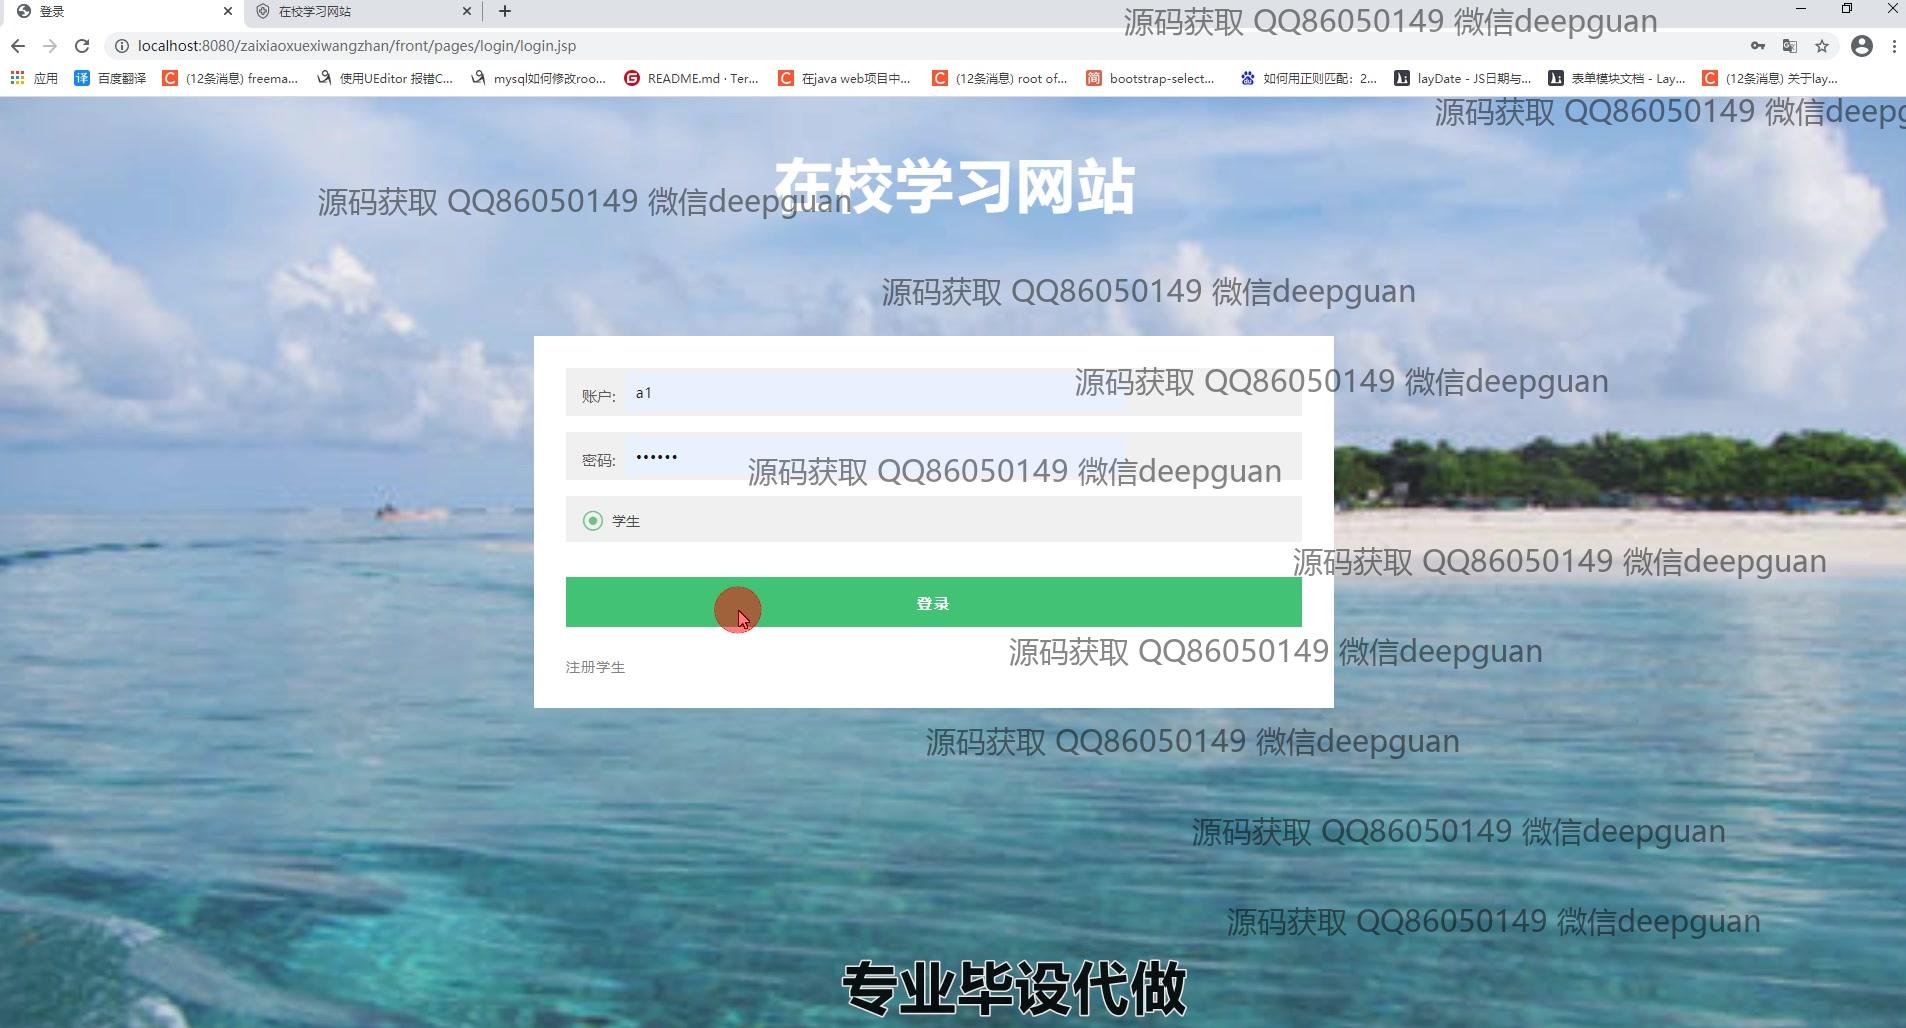 登录
在校学习网站
源码获取 QQ86050149 微信deepguan
localhost:8080/zaixiaoxuexiwangzhan/front/pages/login/login.jsp
应用
百度翻译
(12条消息) freema...
使用UEditor 报错C...
mysql如何修改roo...
README.md · Ter...
在java web项目中...
(12条消息) root of...
bootstrap-select...
如何用正则匹配：2...
layDate - JS日期与...
表单模块文档 - Lay...
(12条消息) 关于lay...
源码获取 QQ86050149 微信deepg
在校学习网站
源码获取 QQ86050149 微信deepguan
源码获取 QQ86050149 微信deepguan
账户: a1
源码获取 QQ86050149 微信deepguan
密码: ••••••
源码获取 QQ86050149 微信deepguan
学生
源码获取 QQ86050149 微信deepguan
登录
源码获取 QQ86050149 微信deepguan
注册学生
源码获取 QQ86050149 微信deepguan
源码获取 QQ86050149 微信deepguan
源码获取 QQ86050149 微信deepguan
专业毕设代做